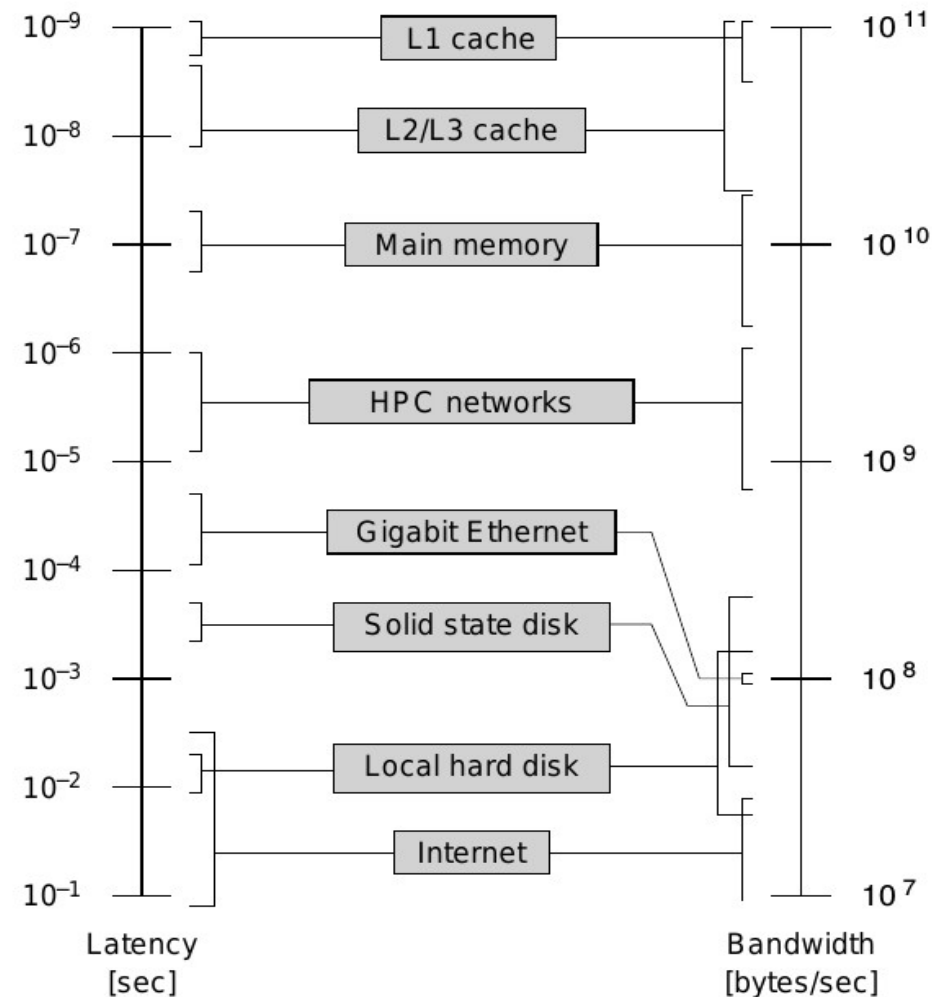 10⁻⁹
L1 cache
10¹¹
10⁻⁸
L2/L3 cache
10⁻⁷
Main memory
10¹⁰
10⁻⁶
HPC networks
10⁻⁵
10⁹
Gigabit Ethernet
10⁻⁴
Solid state disk
10⁻³
10⁸
Local hard disk
10⁻²
Internet
10⁻¹
10⁷
Latency
[sec]
Bandwidth
[bytes/sec]